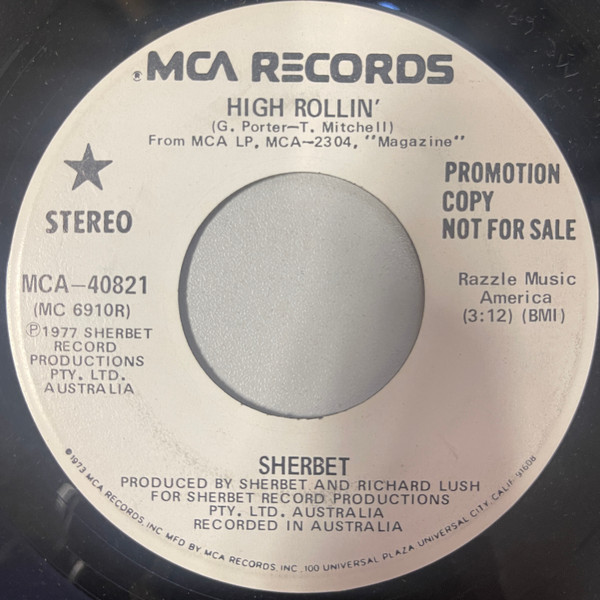 ® MCA RECORDS
HIGH ROLLIN'
(G. Porter—T. Mitchell)
From MCA LP, MCA—2304, "Magazine"
★
STEREO
PROMOTION
COPY
NOT FOR SALE
MCA—40821
(MC 6910R)
℗1977 SHERBET
RECORD
PRODUCTIONS
PTY. LTD.
AUSTRALIA
Razzle Music
America
(3:12) (BMI)
SHERBET
PRODUCED BY SHERBET AND RICHARD LUSH
FOR SHERBET RECORD PRODUCTIONS
PTY. LTD. AUSTRALIA
RECORDED IN AUSTRALIA
©1973 MCA RECORDS, INC MFD BY MCA RECORDS, INC., 100 UNIVERSAL PLAZA, UNIVERSAL CITY, CALIF. 91608